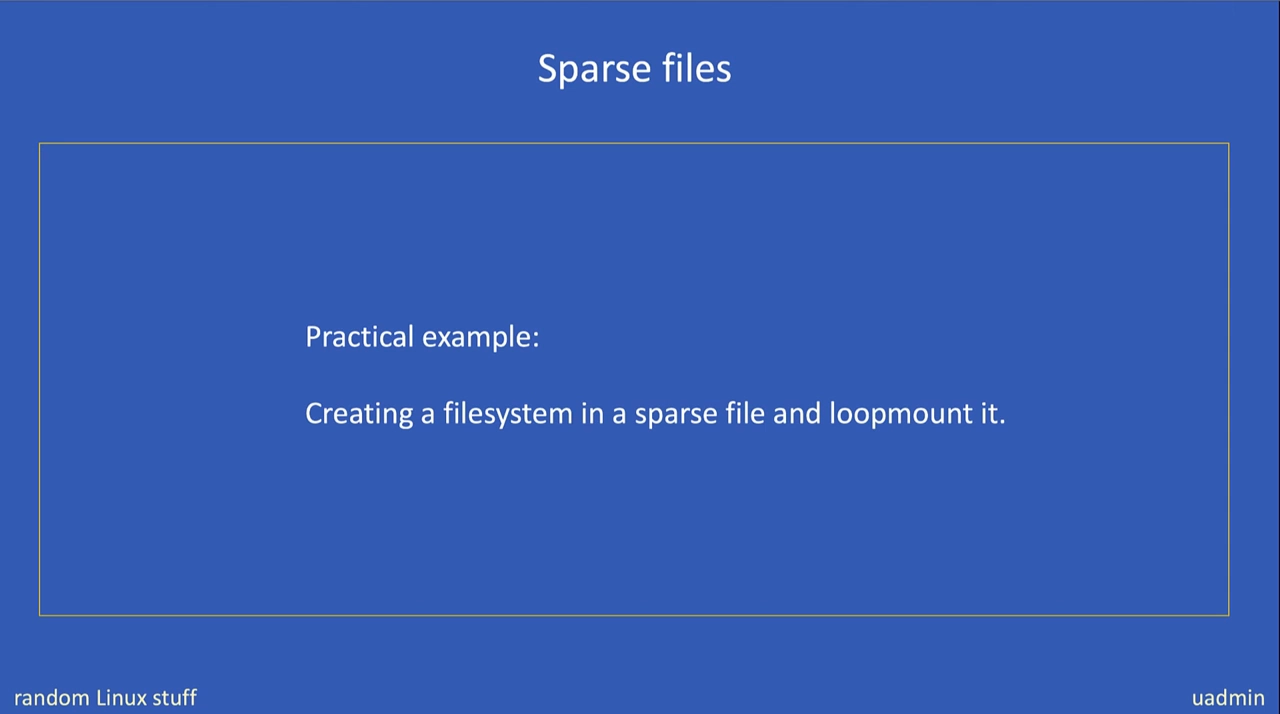 Sparse files
Practical example:
Creating a filesystem in a sparse file and loopmount it.
random Linux stuff
uadmin